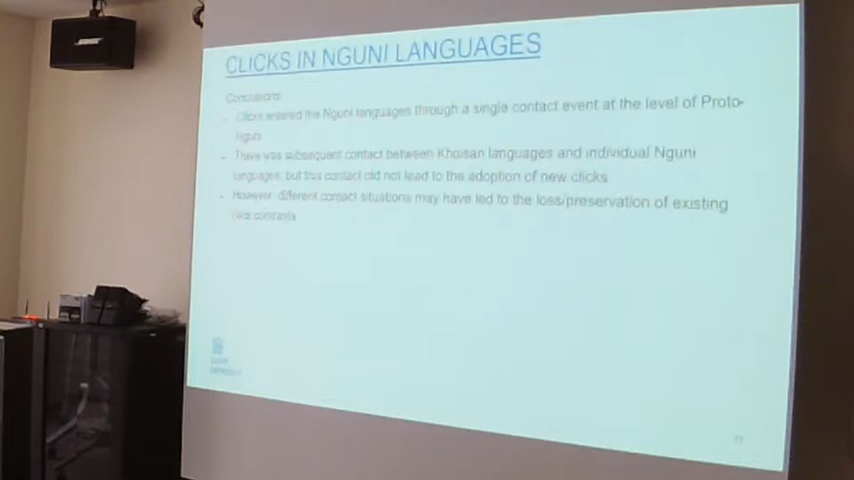 CLICKS IN NGUNI LANGUAGES
Conclusions:
- Clicks entered the Nguni languages through a single contact event at the level of Proto-
Nguni.
- There was subsequent contact between Khoisan languages and individual Nguni
languages, but this contact did not lead to the adoption of new clicks.
- However, different contact situations may have led to the loss/preservation of existing
click contrasts.